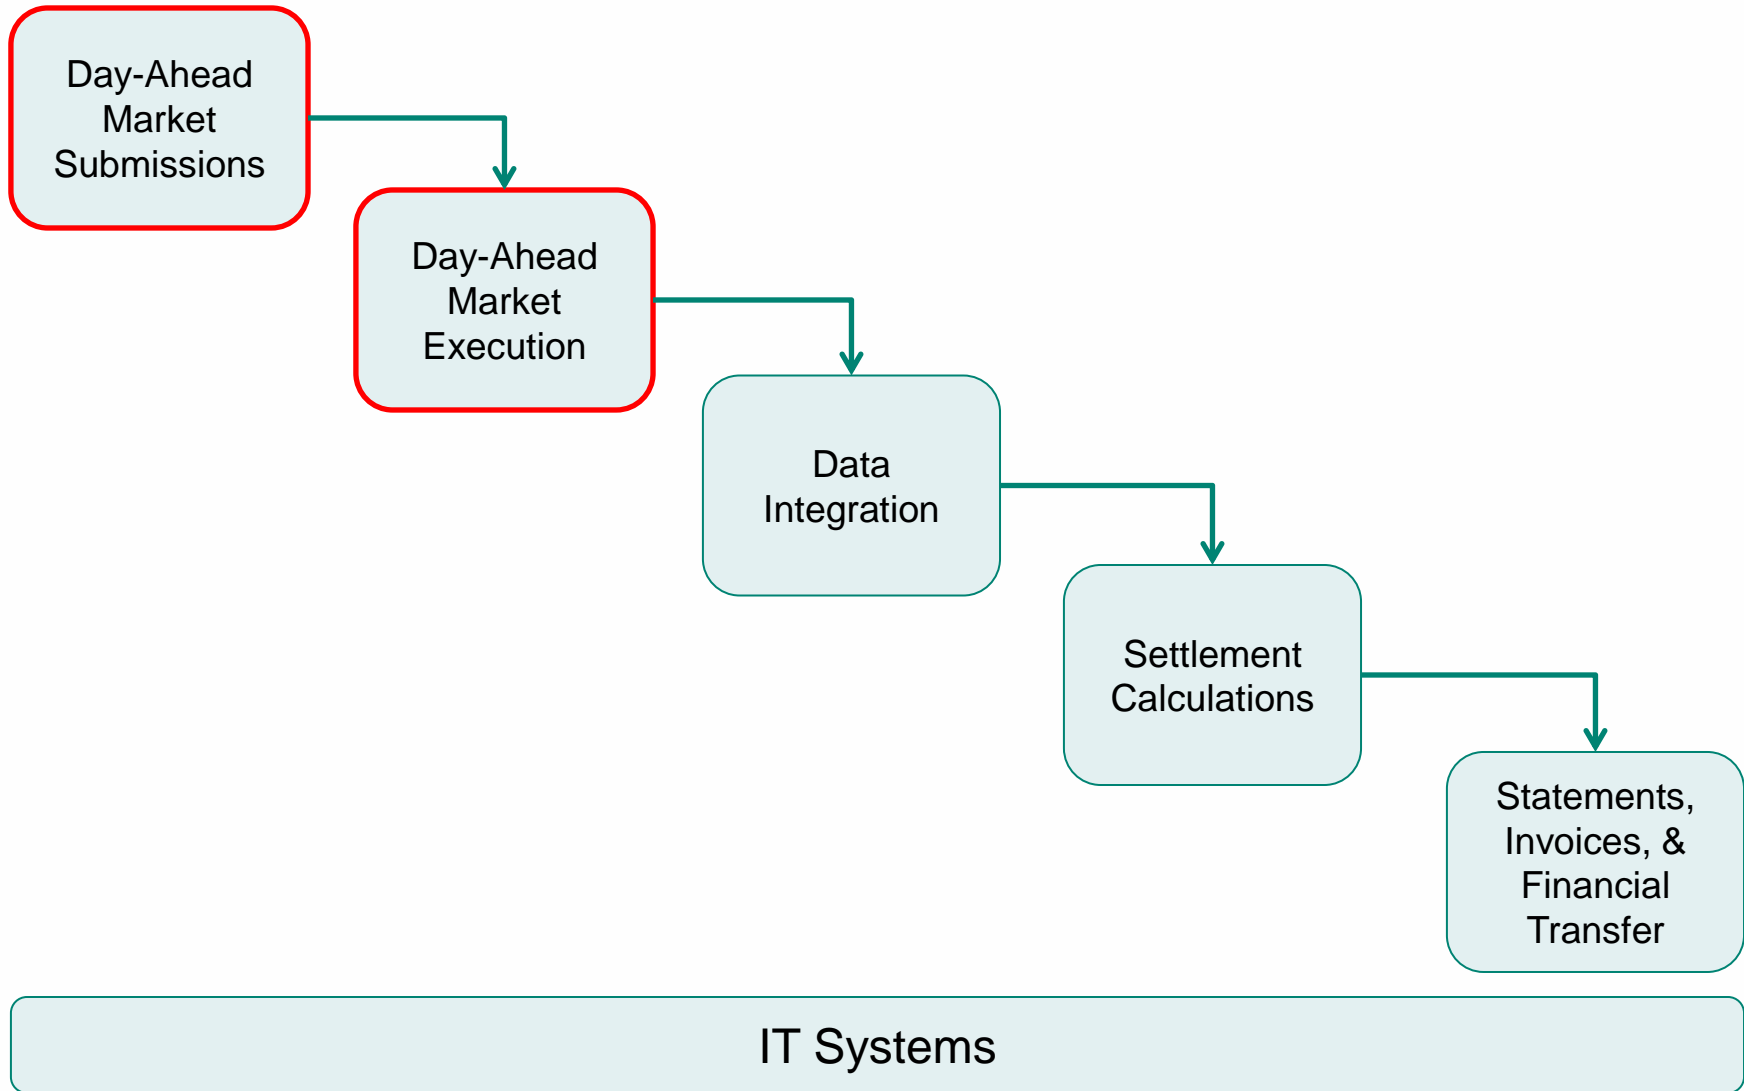 Day-Ahead
Market
Submissions
Day-Ahead
Market
Execution
Data
Integration
Settlement
Calculations
Statements,
Invoices, &
Financial
Transfer
IT Systems